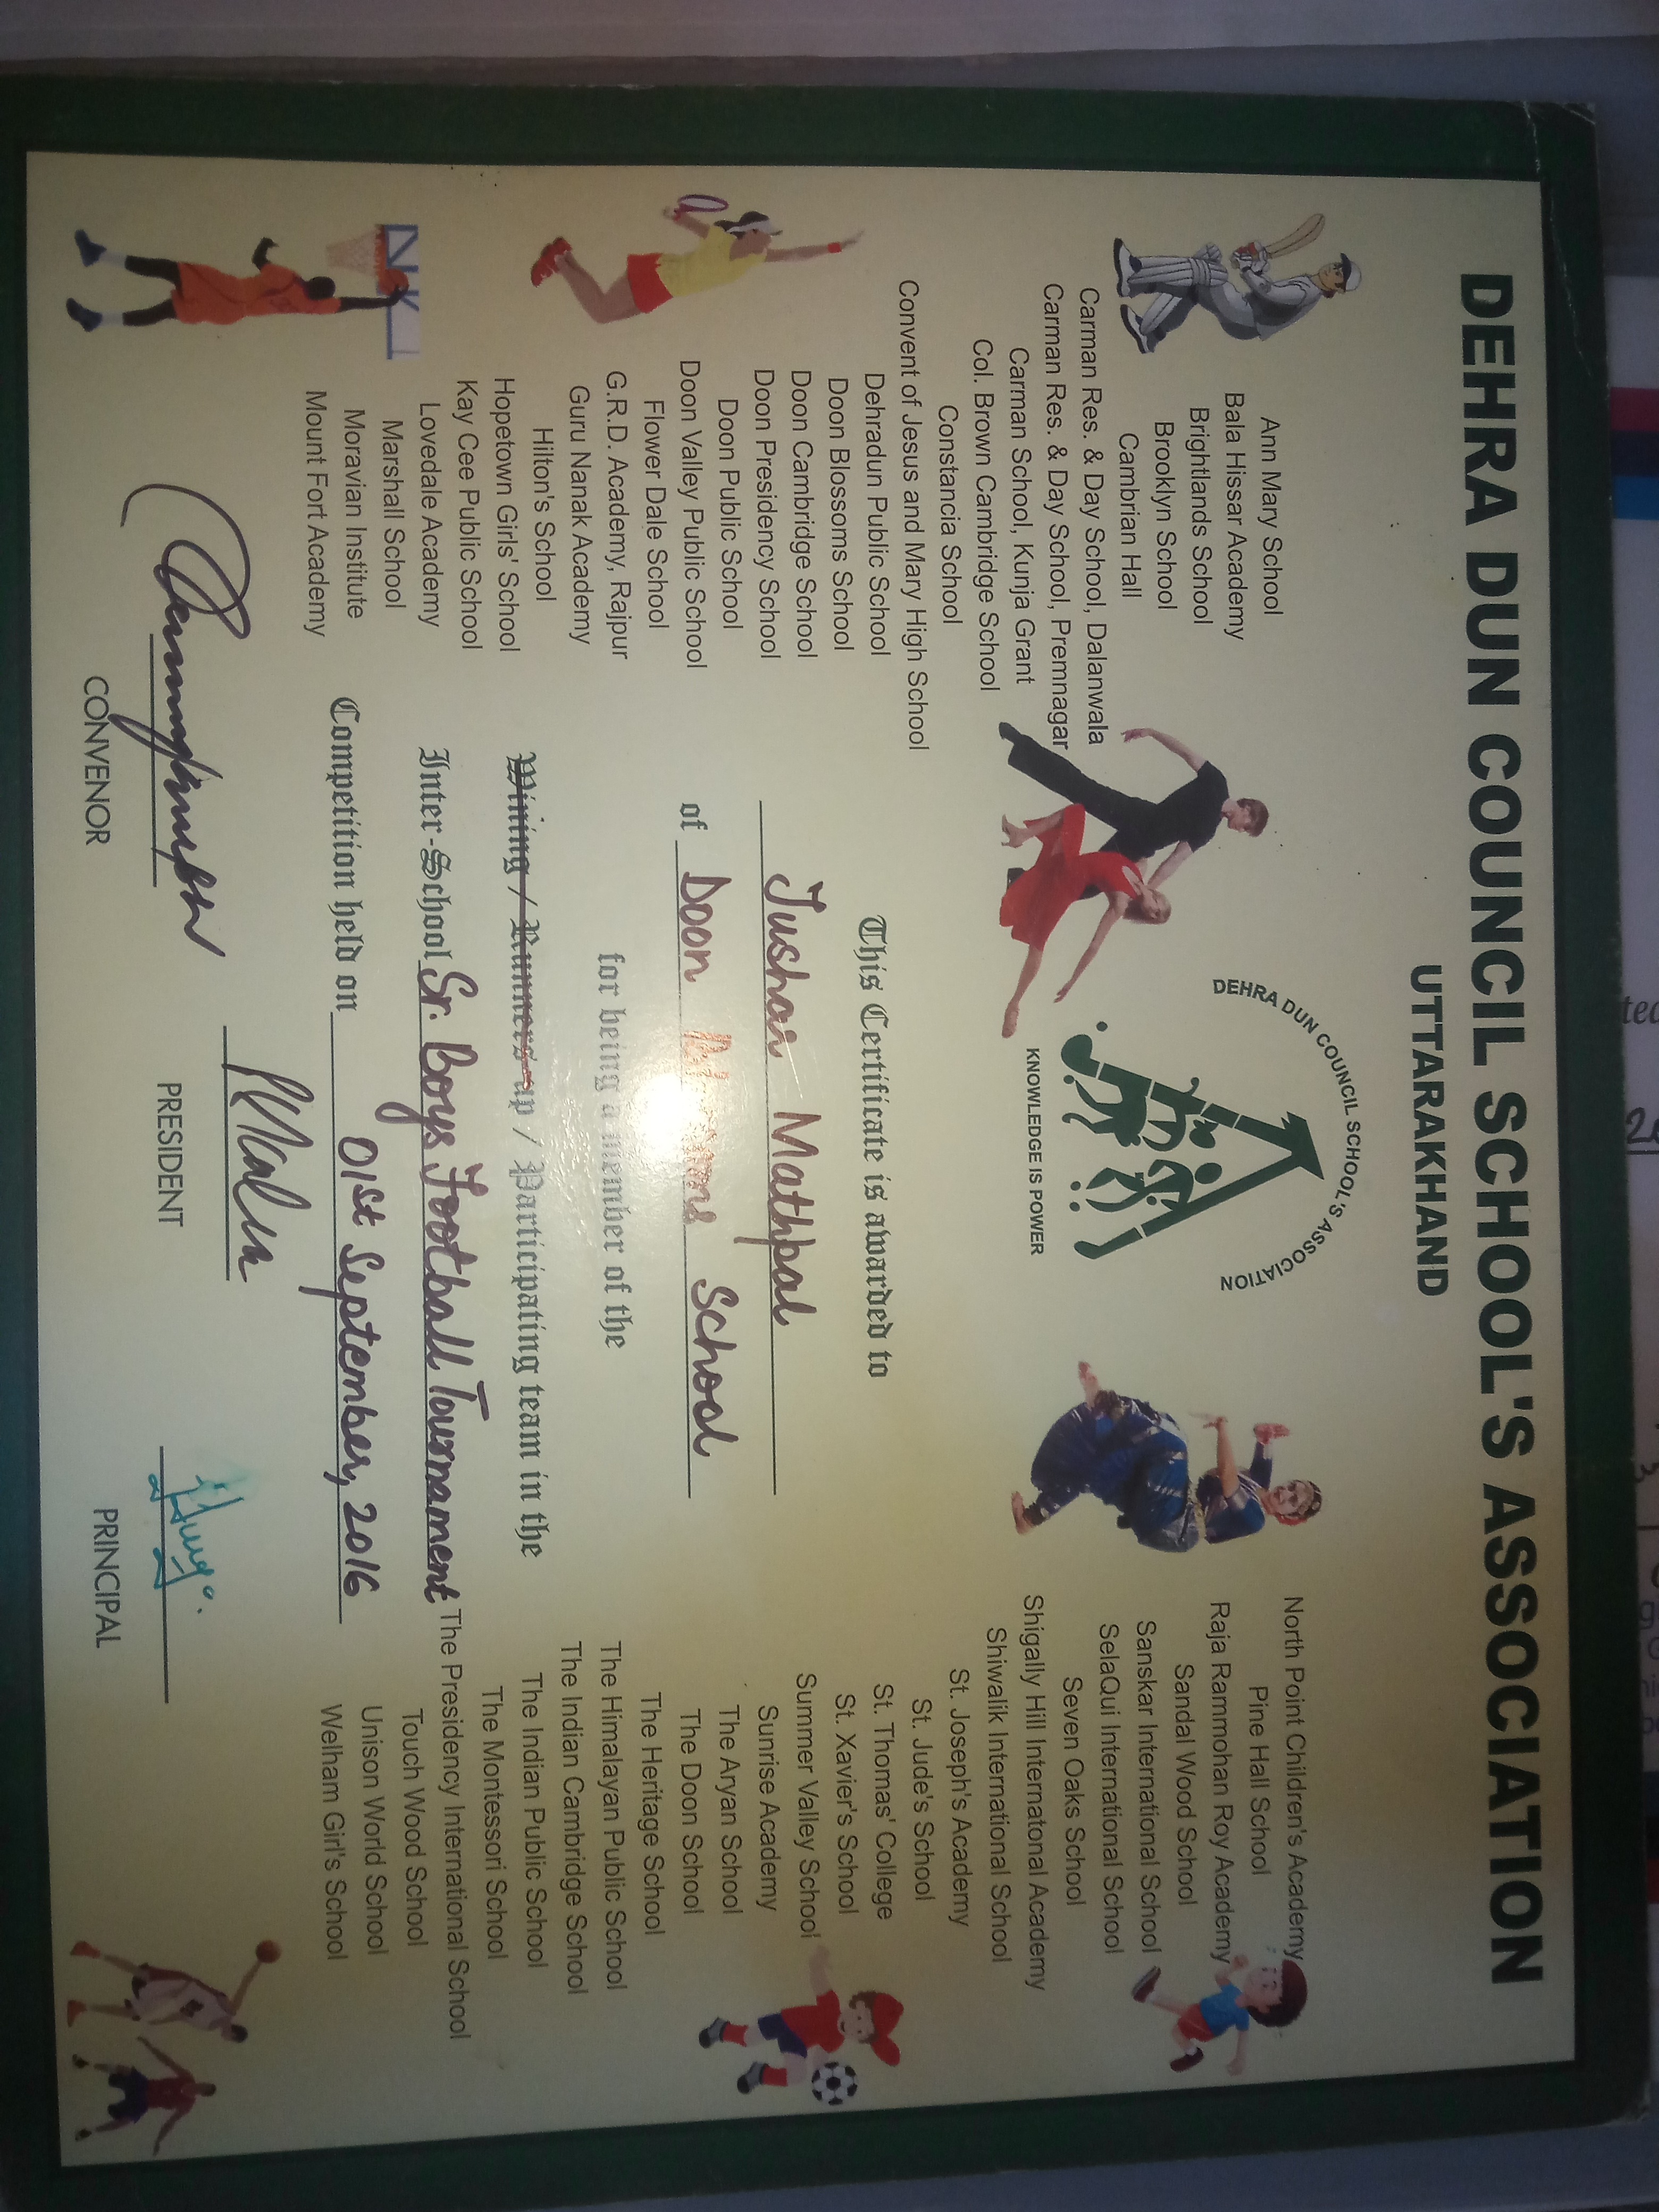 DEHRA DUN COUNCIL SCHOOL'S ASSOCIATION
UTTARAKHAND
DEHRA DUN COUNCIL SCHOOL'S ASSOCIATION
KNOWLEDGE IS POWER
Ann Mary School
Bala Hissar Academy
Brightlands School
Brooklyn School
Cambrian Hall
Carman Res. & Day School, Dalanwala
Carman Res. & Day School, Premnagar
Carman School, Kunja Grant
Col. Brown Cambridge School
Constancia School
Convent of Jesus and Mary High School
Dehradun Public School
Doon Blossoms School
Doon Cambridge School
Doon Presidency School
Doon Public School
Doon Valley Public School
Flower Dale School
G.R.D. Academy, Rajpur
Guru Nanak Academy
Hilton's School
Hopetown Girls' School
Kay Cee Public School
Lovedale Academy
Marshall School
Moravian Institute
Mount Fort Academy
This Certificate is awarded to
Tushar Mathpal
of Doon School
for being a member of the
Wining / Runners-up / Participating team in the
Inter-School Sr. Boys Football Tournament
Competition held on 01st September, 2016
North Point Children's Academy
Pine Hall School
Raja Rammohan Roy Academy
Sandal Wood School
Sanskar International School
SelaQui International School
Seven Oaks School
Shigally Hill Internatonal Academy
Shiwalik International School
St. Joseph's Academy
St. Jude's School
St. Thomas' College
St. Xavier's School
Summer Valley School
Sunrise Academy
The Aryan School
The Doon School
The Heritage School
The Himalayan Public School
The Indian Cambridge School
The Indian Public School
The Montessori School
The Presidency International School
Touch Wood School
Unison World School
Welham Girl's School
CONVENOR
PRESIDENT
PRINCIPAL